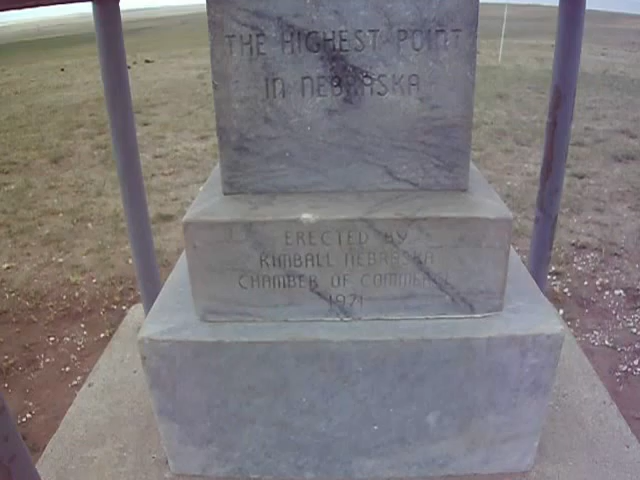 THE HIGHEST POINT
IN NEBRASKA
ERECTED BY
KIMBALL NEBRASKA
CHAMBER OF COMMERCE
1971